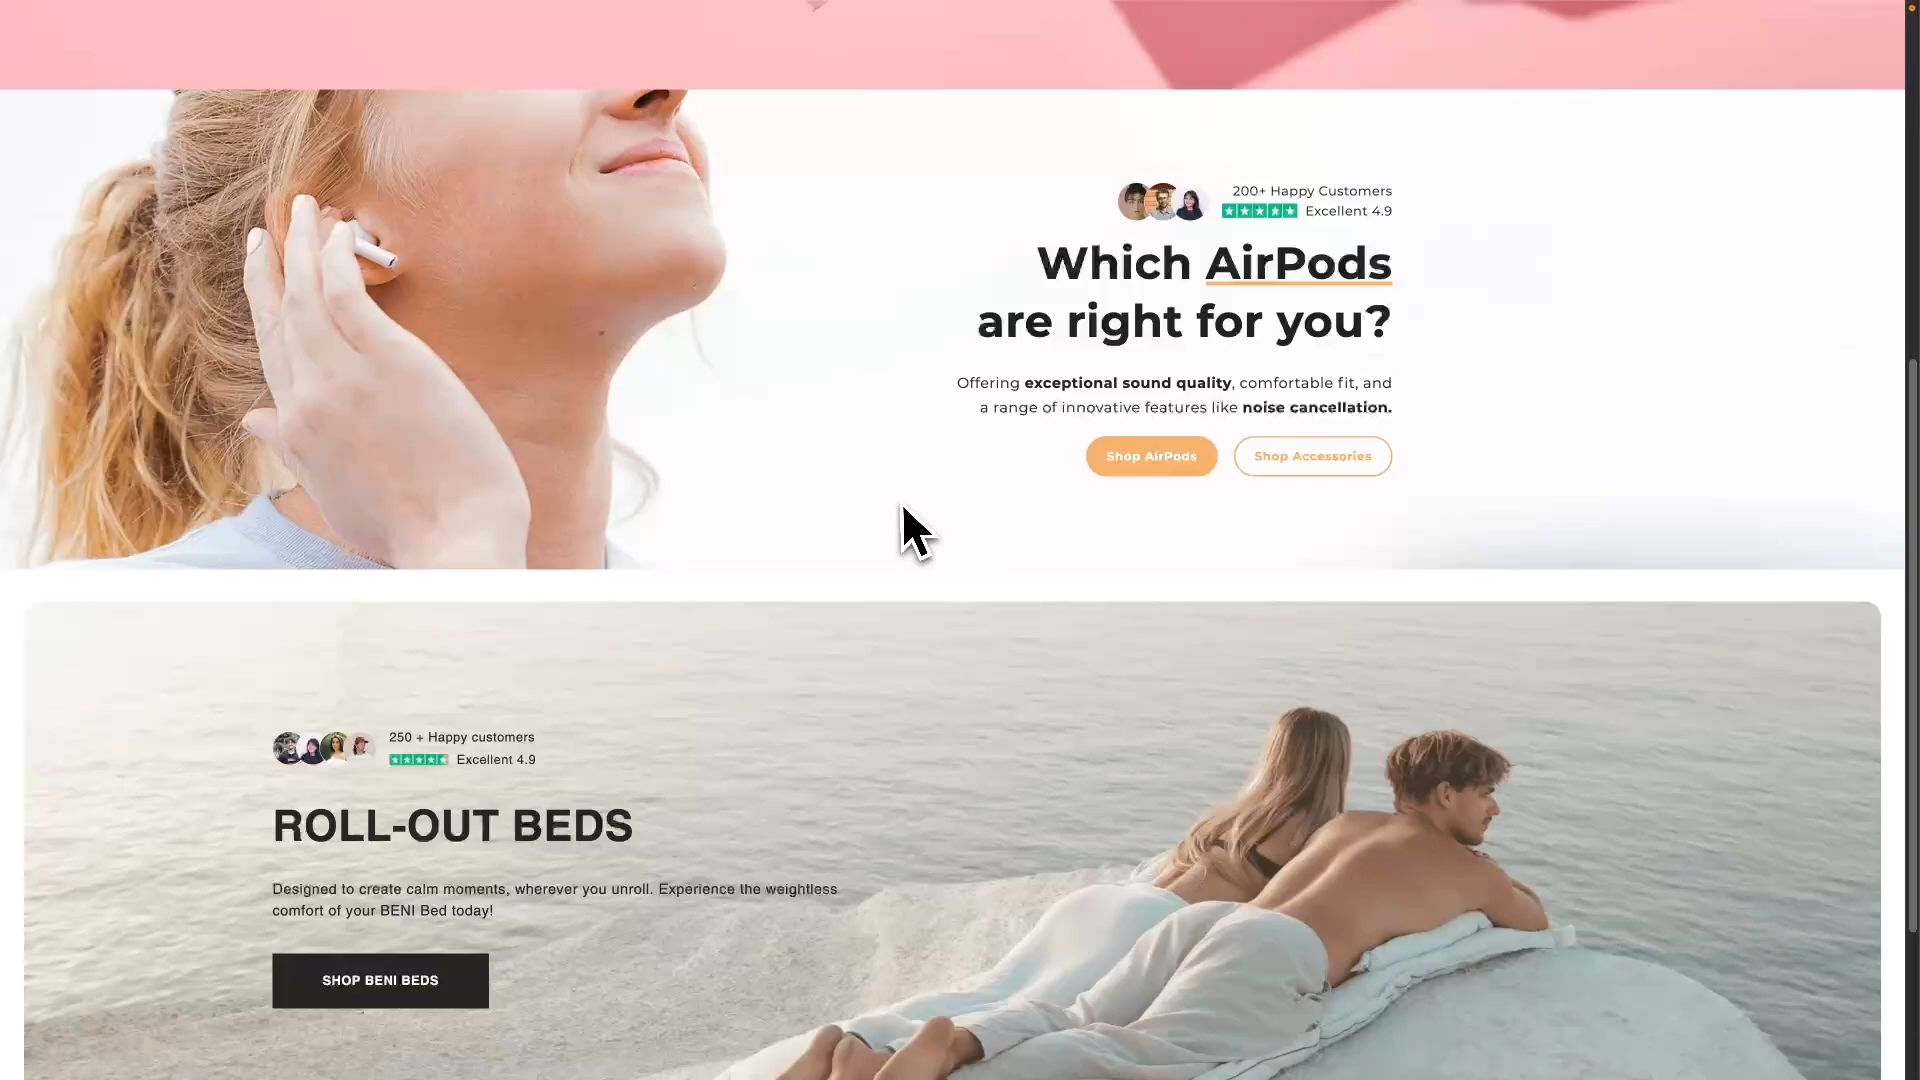 200+ Happy Customers
Excellent 4.9
Which AirPods
are right for you?
Offering exceptional sound quality, comfortable fit, and
a range of innovative features like noise cancellation.
Shop AirPods
Shop Accessories
250 + Happy customers
Excellent 4.9
ROLL-OUT BEDS
Designed to create calm moments, wherever you unroll. Experience the weightless
comfort of your BENI Bed today!
SHOP BENI BEDS